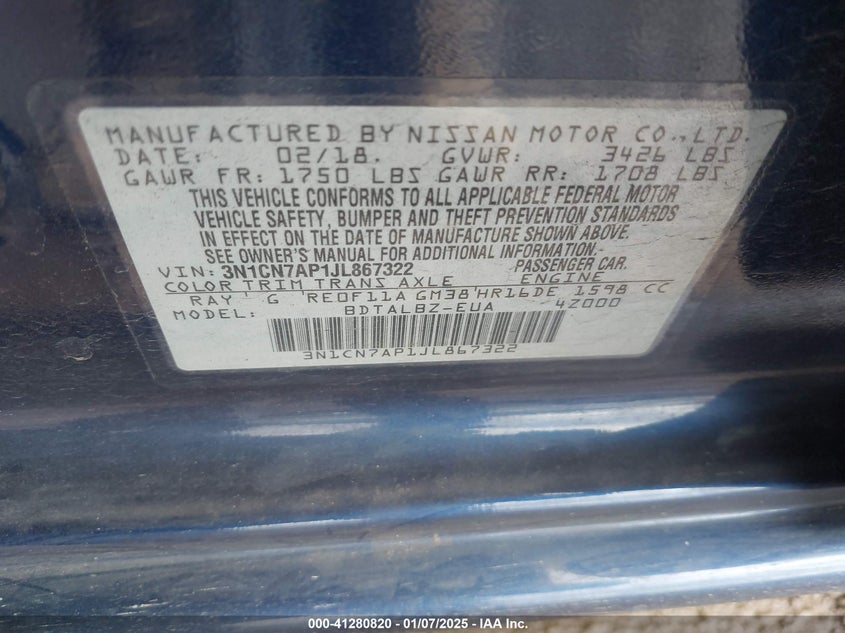 MANUFACTURED BY NISSAN MOTOR CO., LTD.
DATE: 02/18. GVWR: 3426 LBS
GAWR FR: 1750 LBS GAWR RR: 1708 LBS
THIS VEHICLE CONFORMS TO ALL APPLICABLE FEDERAL MOTOR
VEHICLE SAFETY, BUMPER AND THEFT PREVENTION STANDARDS
IN EFFECT ON THE DATE OF MANUFACTURE SHOWN ABOVE.
SEE OWNER'S MANUAL FOR ADDITIONAL INFORMATION.
VIN: 3N1CN7AP1JL867322 PASSENGER CAR.
COLOR TRIM TRANS AXLE ENGINE
RAY G RE0F11A GM38 HR16DE 1598 CC
MODEL: BDTALBZ-EUA -4Z000
3N1CN7AP1JL867322
000-41280820 - 01/07/2025 - IAA Inc.